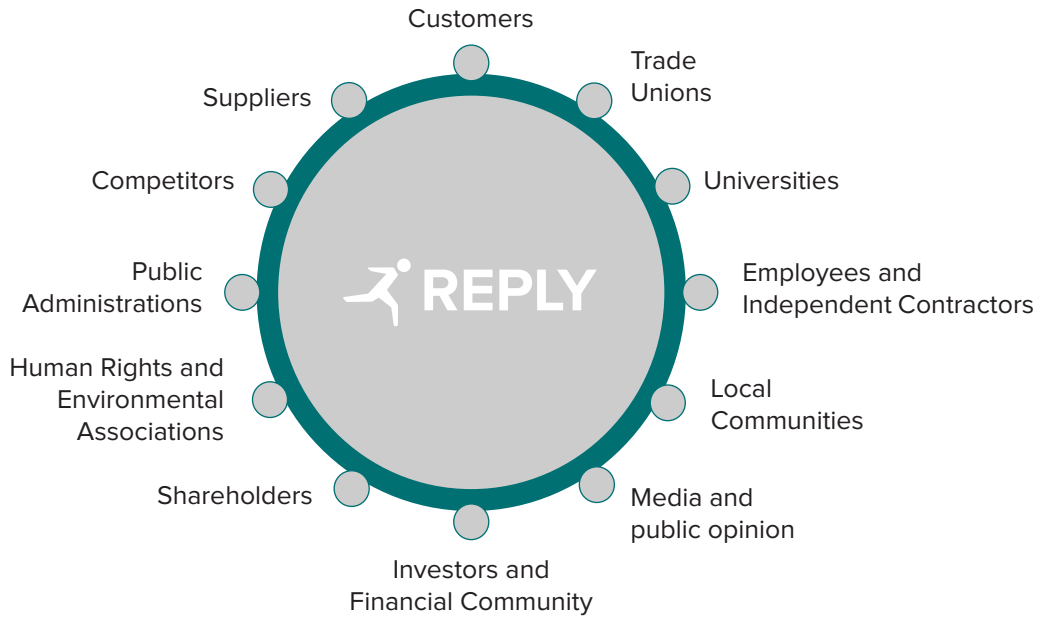 Customers
Trade
Unions
Suppliers
Competitors
Universities
Public
Administrations
REPLY
Employees and
Independent Contractors
Human Rights and
Environmental
Associations
Local
Communities
Shareholders
Media and
public opinion
Investors and
Financial Community